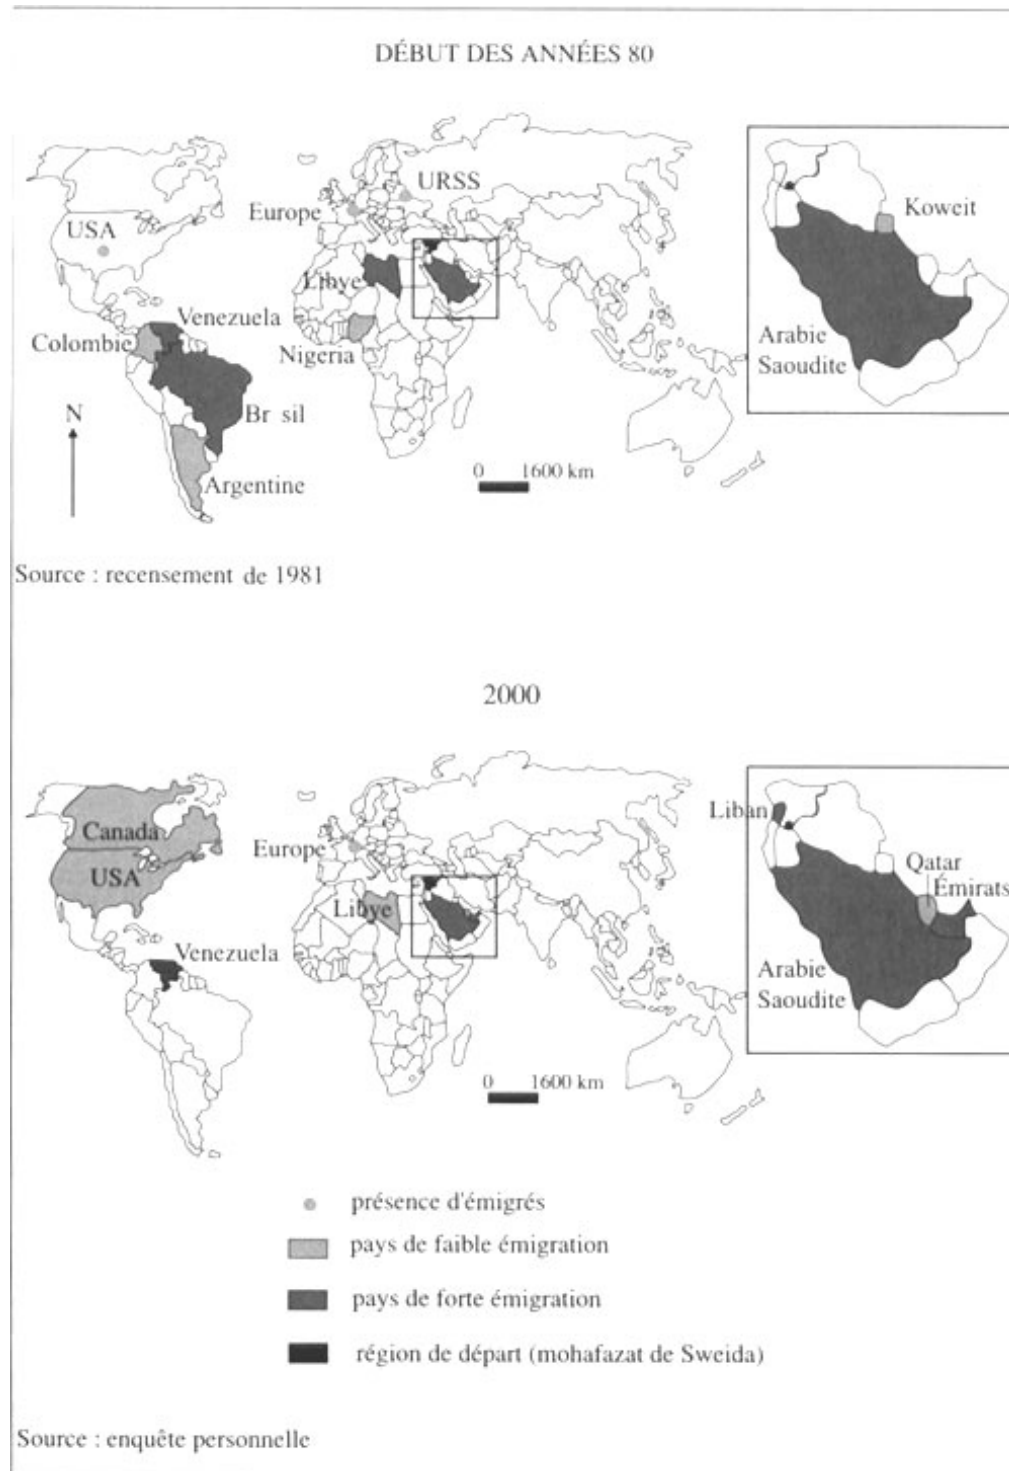 DÉBUT DES ANNÉES 80
URSS
Europe
USA
Koweit
Libye
Venezuela
Colombie
Nigeria
Arabie
Saoudite
N
Br sil
0 1600 km
Argentine
Source : recensement de 1981
2000
Liban
Canada
Europe
Qatar
USA
Émirats
Libye
Venezuela
Arabie
Saoudite
0 1600 km
présence d'émigrés
pays de faible émigration
pays de forte émigration
région de départ (mohafazat de Sweida)
Source : enquête personnelle